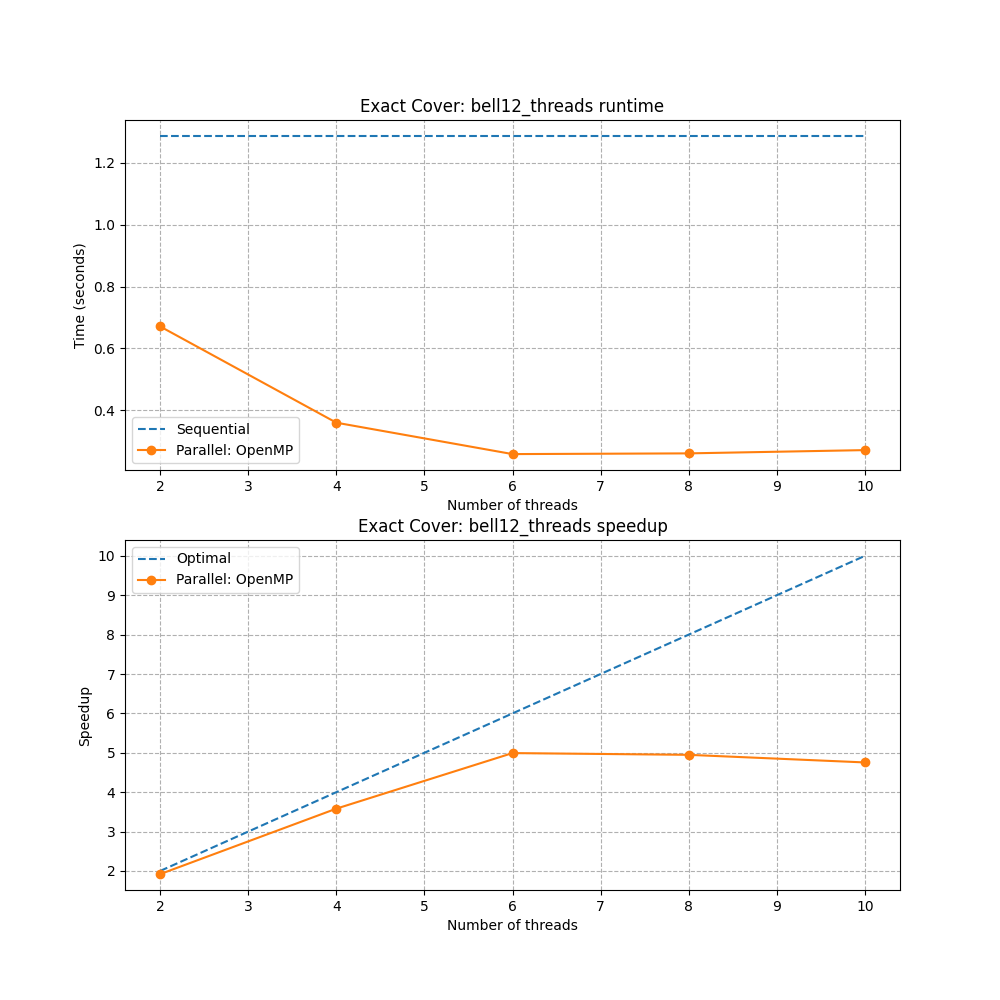 Exact Cover: bell12_threads runtime
1.2
1.0
0.8
0.6
0.4
Time (seconds)
Sequential
Parallel: OpenMP
2 3 4 5 6 7 8 9 10
Number of threads
Exact Cover: bell12_threads speedup
Optimal
Parallel: OpenMP
10
9
8
7
6
5
4
3
2
Speedup
2 3 4 5 6 7 8 9 10
Number of threads